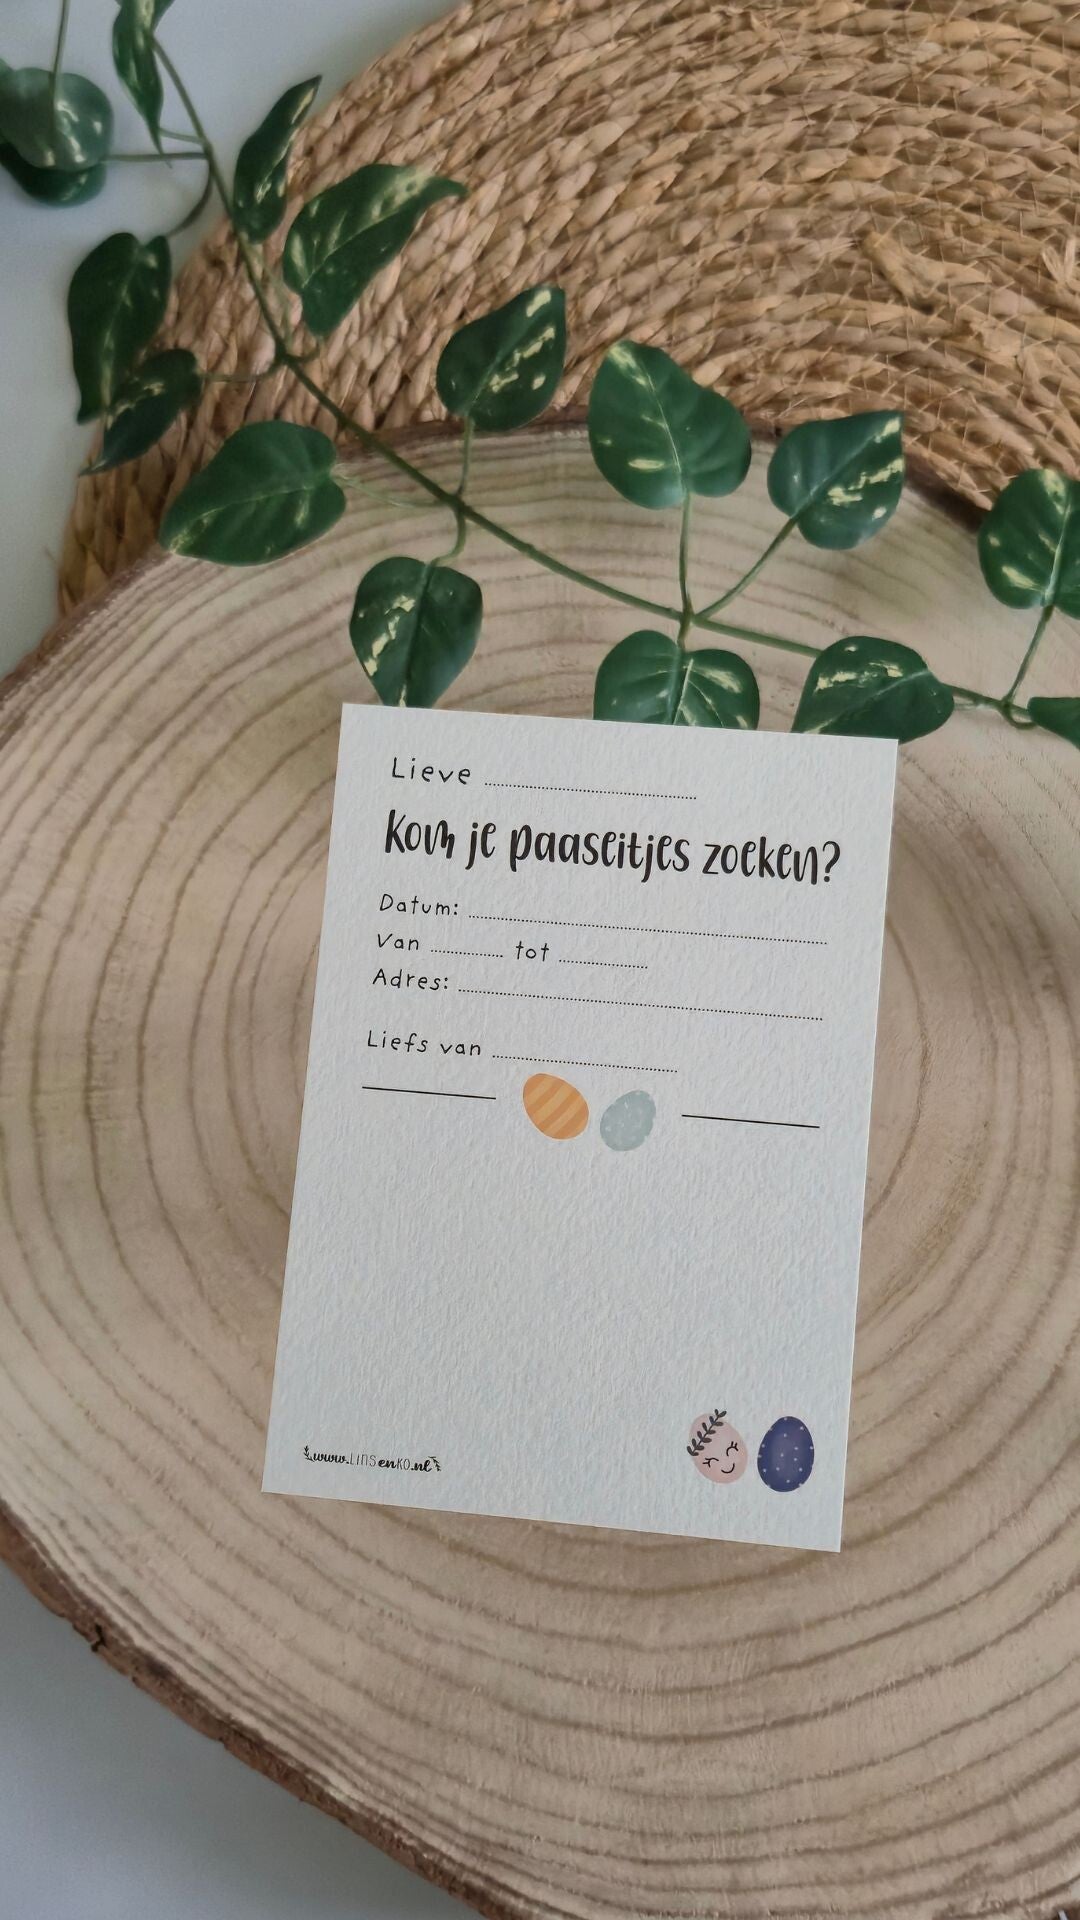 Lieve ....................
Kom je paaseitjes zoeken?
Datum: ....................
Van .......... tot ..........
Adres: ....................
Liefs van ....................
www.LINSenKO.nl